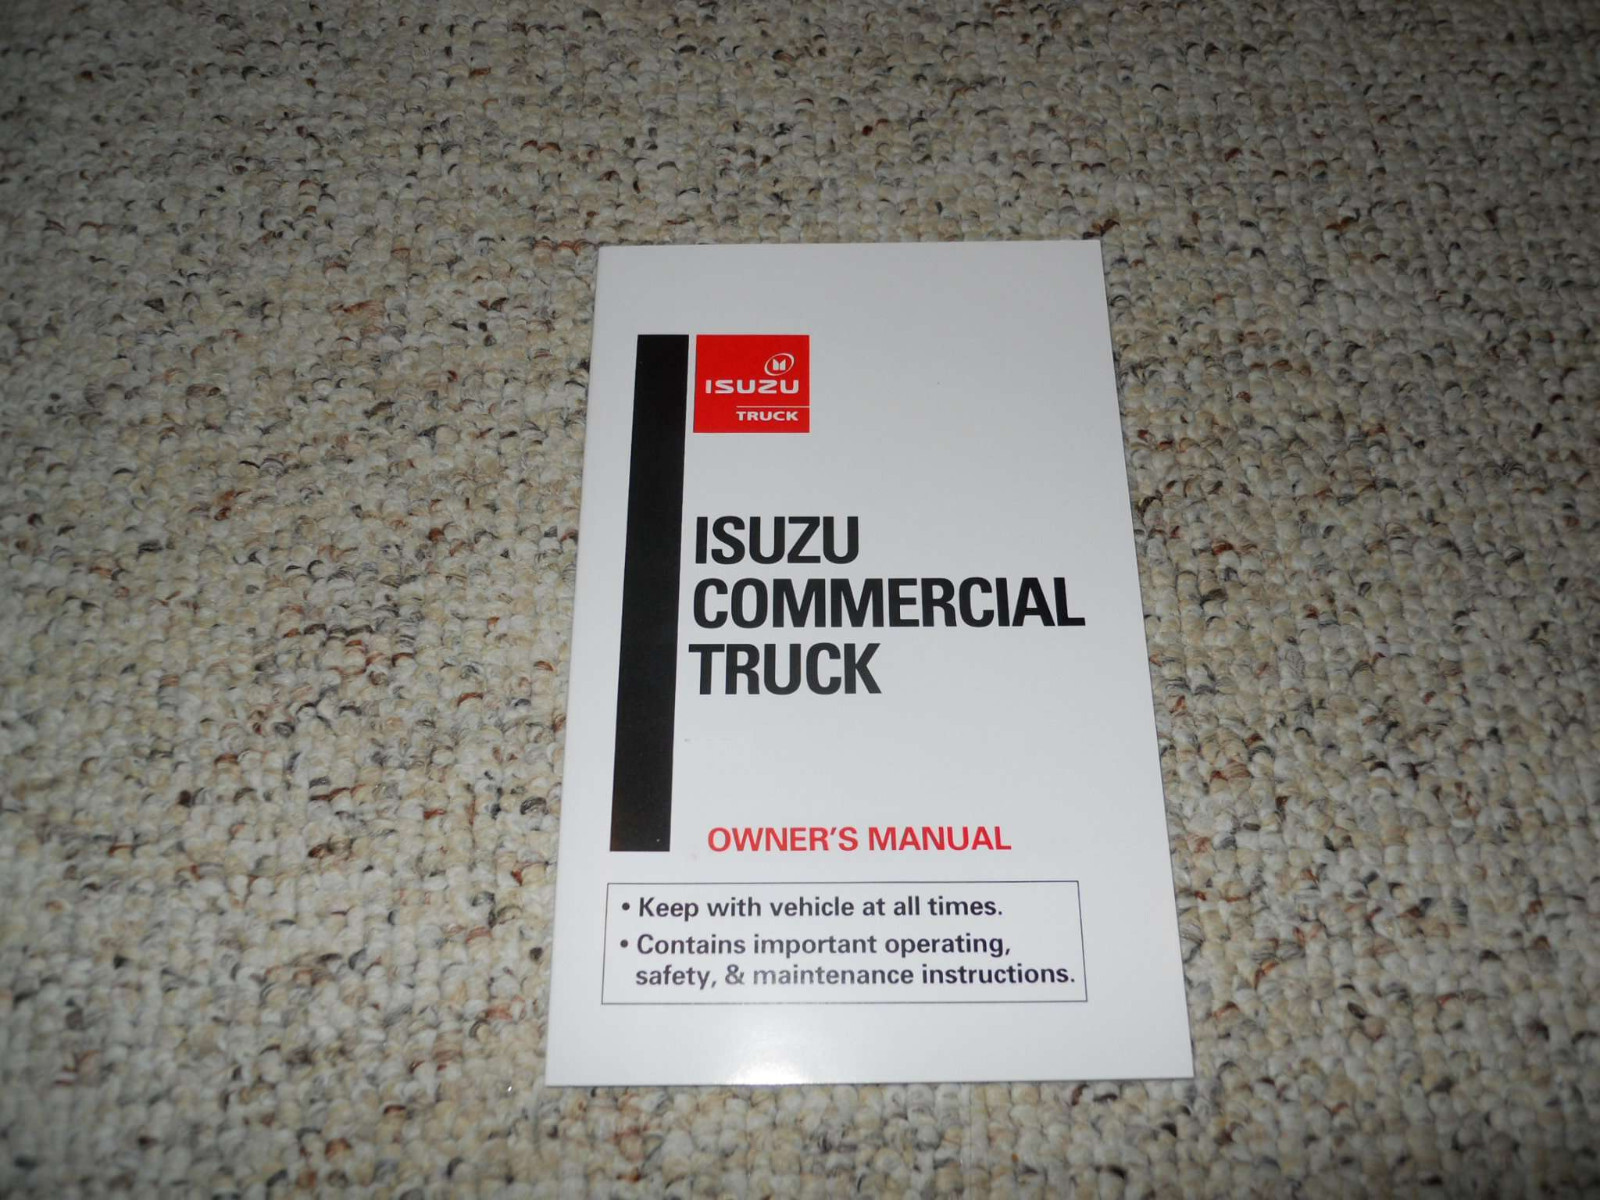 ISUZU
TRUCK
ISUZU
COMMERCIAL
TRUCK
OWNER'S MANUAL
• Keep with vehicle at all times.
• Contains important operating,
safety, & maintenance instructions.